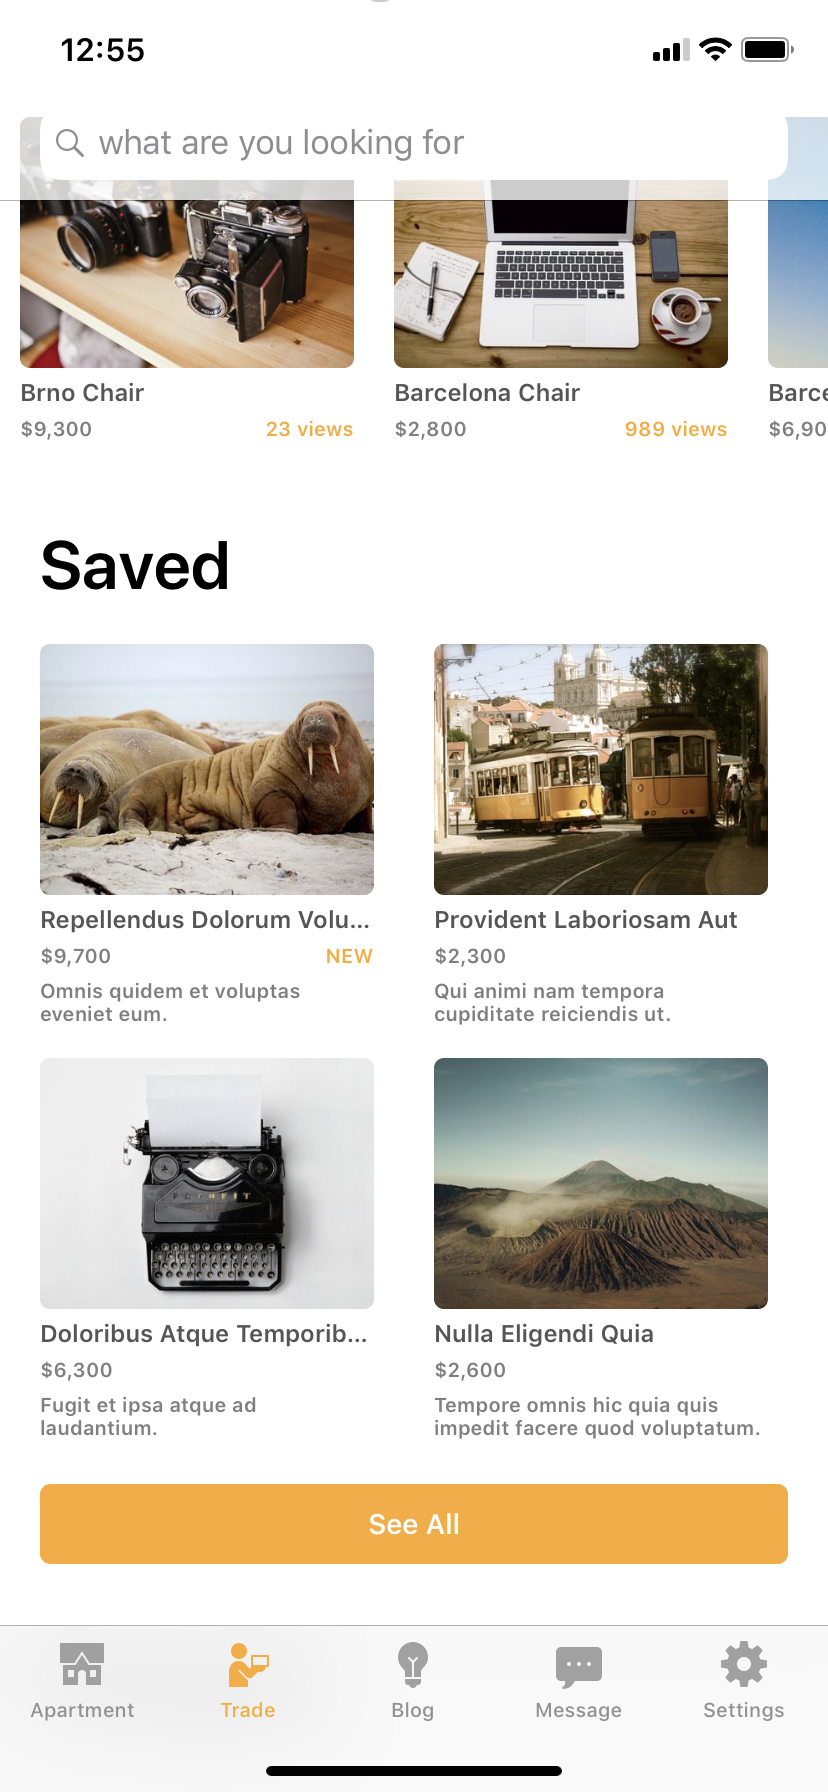 12:55
what are you looking for
Brno Chair
$9,300
23 views
Barcelona Chair
$2,800
989 views
Barce
$6,90
Saved
Repellendus Dolorum Volu...
$9,700
NEW
Omnis quidem et voluptas
eveniet eum.
Provident Laboriosam Aut
$2,300
Qui animi nam tempora
cupiditate reiciendis ut.
Doloribus Atque Temporib...
$6,300
Fugit et ipsa atque ad
laudantium.
Nulla Eligendi Quia
$2,600
Tempore omnis hic quia quis
impedit facere quod voluptatum.
See All
Apartment
Trade
Blog
Message
Settings